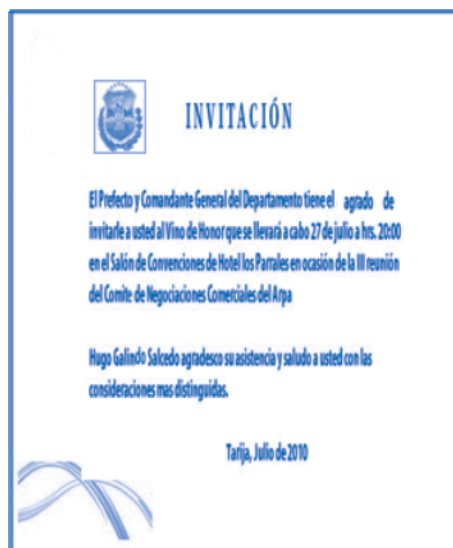 INVITACIÓN
El Prefecto y Comandante General del Departamento tiene el agrado de
invitarle a usted al Vino de Honor que se llevará a cabo 27 de julio a hrs. 20:00
en el Salón de Convenciones de Hotel los Parrales en ocasión de la III reunión
del Comite de Negociaciones Comerciales del Arpa
Hugo Galindo Salcedo agradesco su asistencia y saludo a usted con las
consideraciones mas distinguidas.
Tarija, Julio de 2010